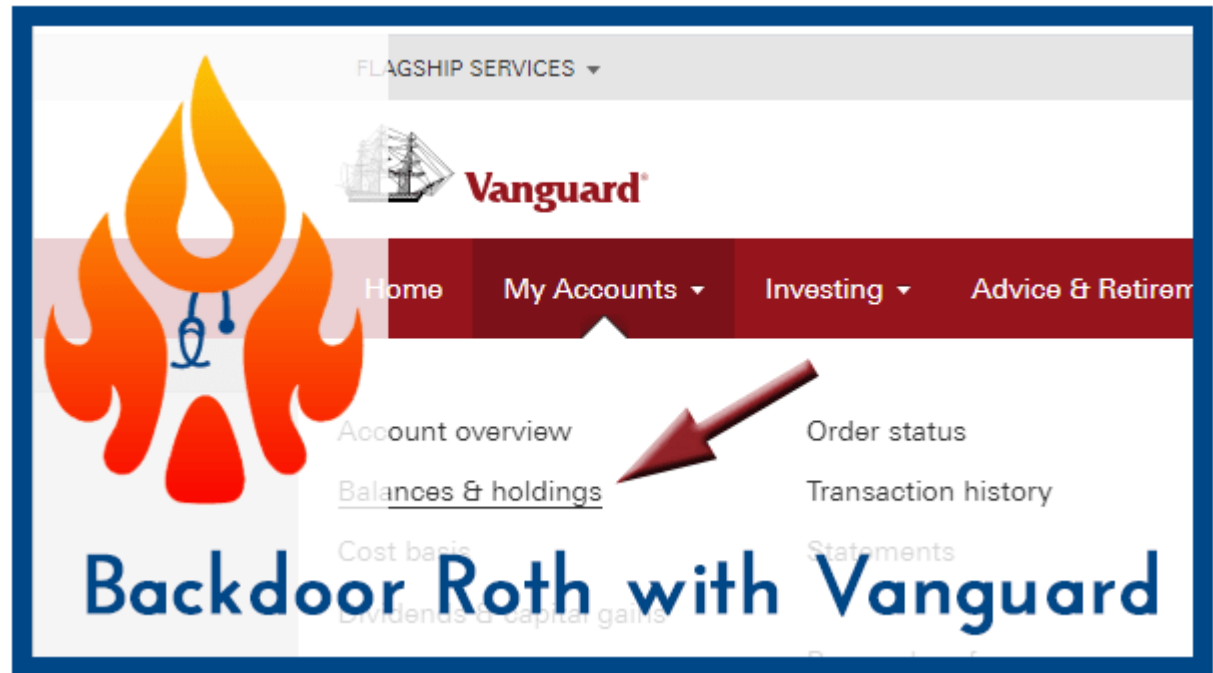 FLAGSHIP SERVICES
Vanguard®
Home My Accounts Investing Advice & Retirem
Account overview Order status
Balances & holdings Transaction history
Cost basis Statements
Backdoor Roth with Vanguard
Dividends & capital gains